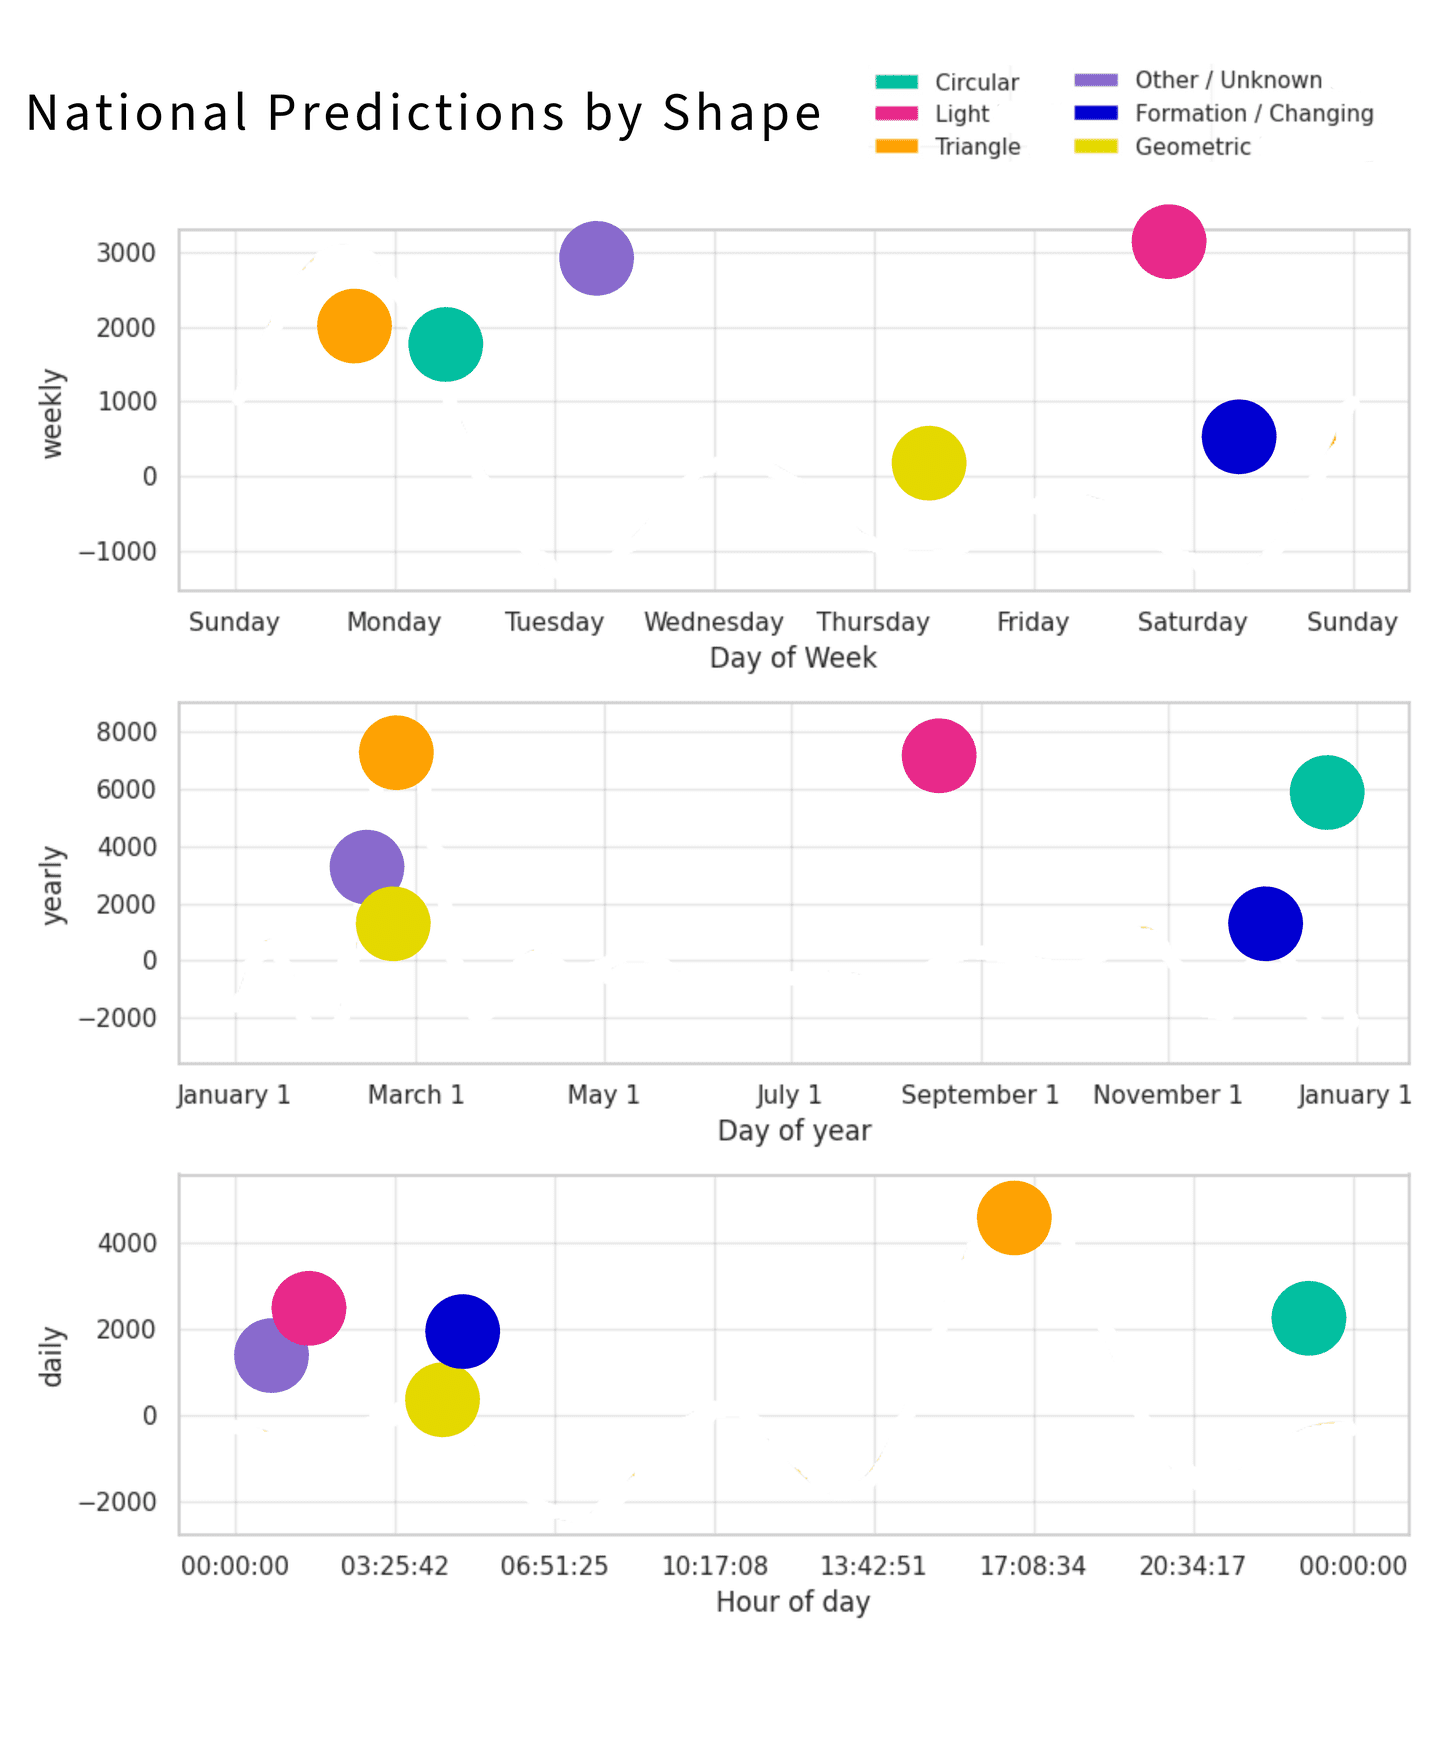 National Predictions by Shape
Circular
Light
Triangle
Other / Unknown
Formation / Changing
Geometric
3000
2000
1000
0
−1000
weekly
Sunday Monday Tuesday Wednesday Thursday Friday Saturday Sunday
Day of Week
8000
6000
4000
2000
0
−2000
yearly
January 1 March 1 May 1 July 1 September 1 November 1 January 1
Day of year
4000
2000
0
−2000
daily
00:00:00 03:25:42 06:51:25 10:17:08 13:42:51 17:08:34 20:34:17 00:00:00
Hour of day